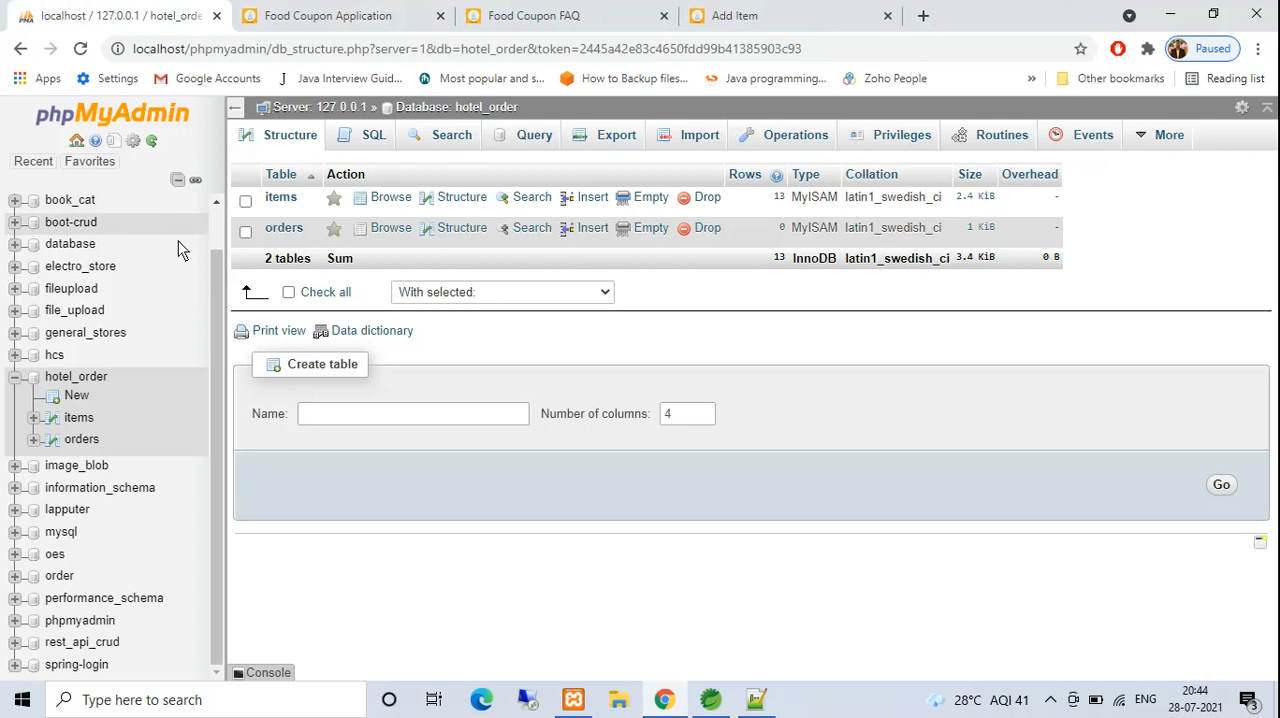 localhost / 127.0.0.1 / hotel_orde
Food Coupon Application
Food Coupon FAQ
Add Item
localhost/phpmyadmin/db_structure.php?server=1&db=hotel_order&token=2445a42e83c4650fdd99b41385903c93
Paused
Apps
Settings
Google Accounts
Java Interview Guid...
Most popular and s...
How to Backup files...
Java programming...
Zoho People
»
Other bookmarks
Reading list
phpMyAdmin
Recent
Favorites
book_cat
boot-crud
database
electro_store
fileupload
file_upload
general_stores
hcs
hotel_order
New
items
orders
image_blob
information_schema
lapputer
mysql
oes
order
performance_schema
phpmyadmin
rest_api_crud
spring-login
Server: 127.0.0.1 » Database: hotel_order
Structure SQL Search Query Export Import Operations Privileges Routines Events More
Table Action Rows Type Collation Size Overhead
items Browse Structure Search Insert Empty Drop 13 MyISAM latin1_swedish_ci 2.4 KiB -
orders Browse Structure Search Insert Empty Drop 0 MyISAM latin1_swedish_ci 1 KiB -
2 tables Sum 13 InnoDB latin1_swedish_ci 3.4 KiB 0 B
Check all With selected:
Print view Data dictionary
Create table
Name: Number of columns: 4
Go
Console
Type here to search
28°C AQI 41
ENG
20:44
28-07-2021
3